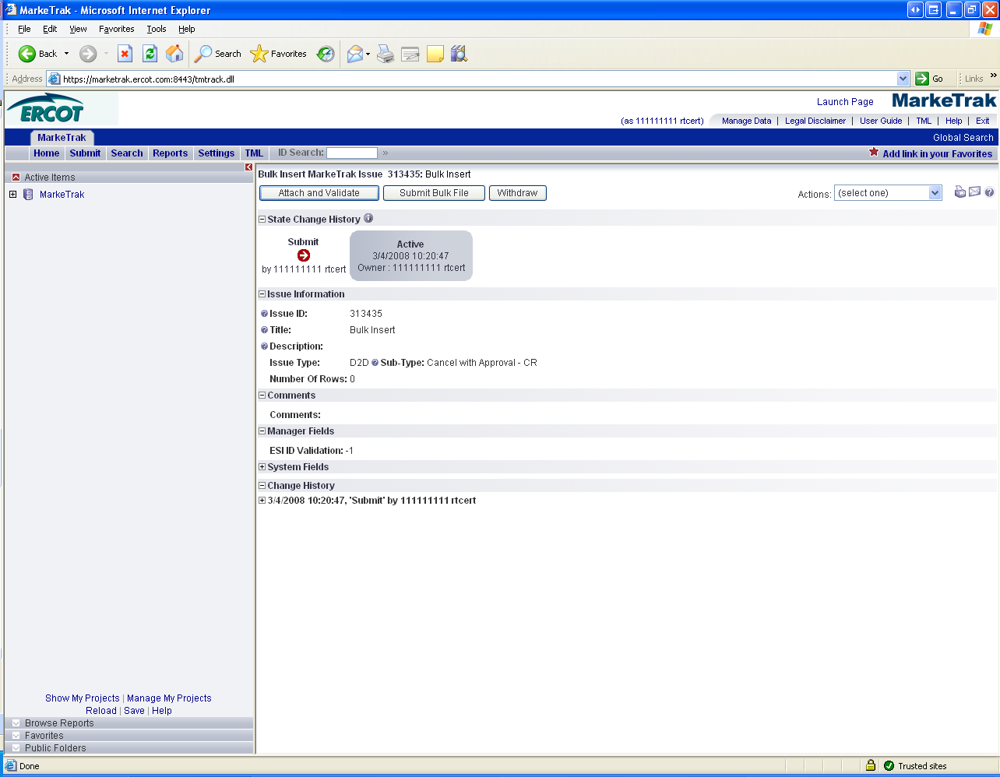 MarkeTrak - Microsoft Internet Explorer
File Edit View Favorites Tools Help
Back Search Favorites
Address https://marketrak.ercot.com:8443/tmtrack.dll Go Links »
ERCOT
Launch Page MarkeTrak
(as 111111111 rtcert) Manage Data | Legal Disclaimer | User Guide | TML | Help | Exit
MarkeTrak Global Search
Home Submit Search Reports Settings TML ID Search: » Add link in your Favorites
Active Items
MarkeTrak
Bulk Insert MarkeTrak Issue 313435: Bulk Insert
Attach and Validate Submit Bulk File Withdraw Actions: (select one)
State Change History
Submit
by 111111111 rtcert
Active
3/4/2008 10:20:47
Owner : 111111111 rtcert
Issue Information
Issue ID: 313435
Title: Bulk Insert
Description:
Issue Type: D2D Sub-Type: Cancel with Approval - CR
Number Of Rows: 0
Comments
Comments:
Manager Fields
ESI ID Validation: -1
System Fields
Change History
3/4/2008 10:20:47, 'Submit' by 111111111 rtcert
Show My Projects | Manage My Projects
Reload | Save | Help
Browse Reports
Favorites
Public Folders
Done Trusted sites